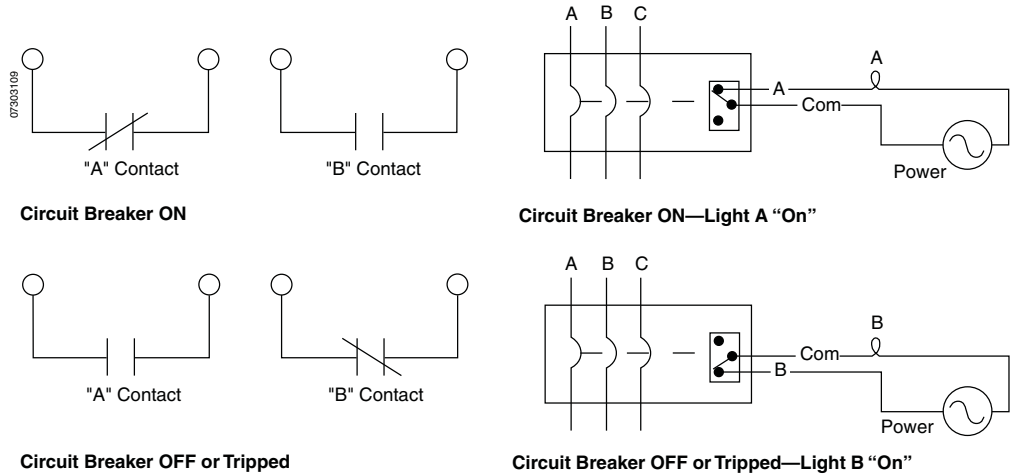 A B C
A
07303109
A
Com
"A" Contact
"B" Contact
Power
Circuit Breaker ON
Circuit Breaker ON—Light A “On”
A B C
B
Com
B
"A" Contact
"B" Contact
Power
Circuit Breaker OFF or Tripped
Circuit Breaker OFF or Tripped—Light B “On”